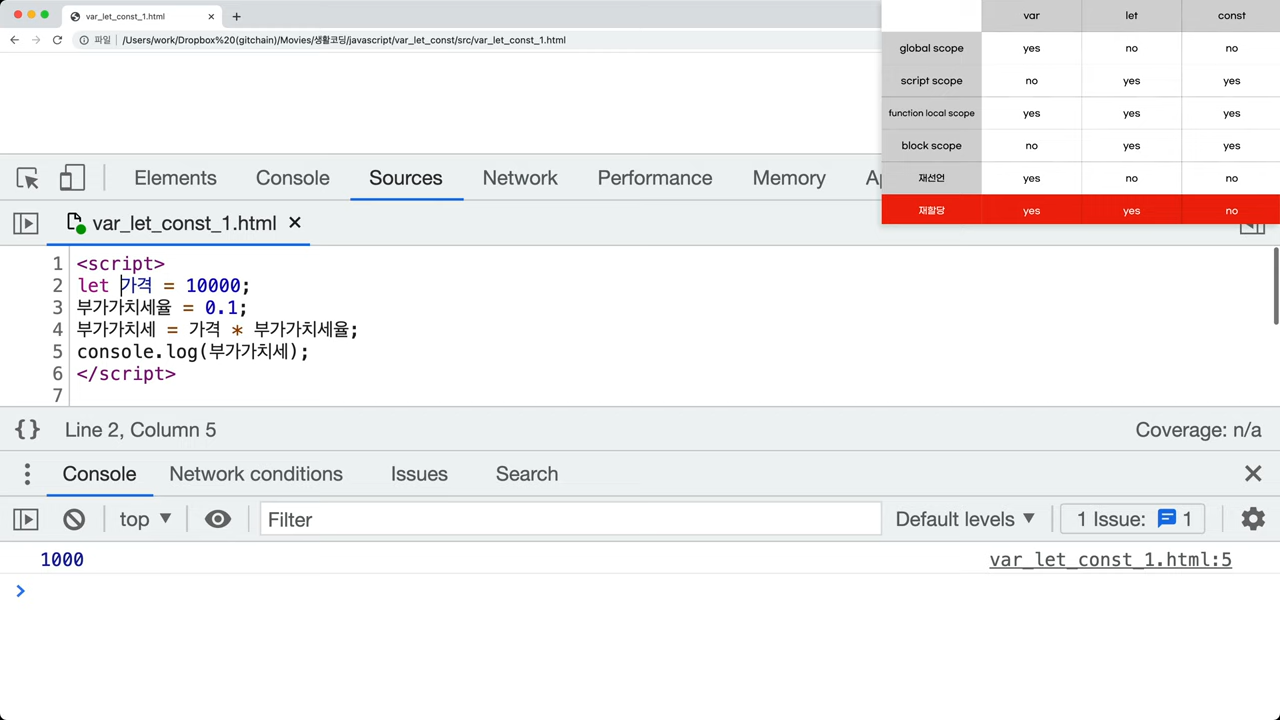 var_let_const_1.html
파일 /Users/work/Dropbox%20(gitchain)/Movies/생활코딩/javascript/var_let_const/src/var_let_const_1.html
var let const
global scope yes no no
script scope no yes yes
function local scope yes yes yes
block scope no yes yes
재선언 yes no no
재할당 yes yes no
Elements Console Sources Network Performance Memory
var_let_const_1.html
1 <script>
2 let 가격 = 10000;
3 부가가치세율 = 0.1;
4 부가가치세 = 가격 * 부가가치세율;
5 console.log(부가가치세);
6 </script>
7
{} Line 2, Column 5 Coverage: n/a
Console Network conditions Issues Search
top Filter Default levels 1 Issue: 1
1000 var_let_const_1.html:5